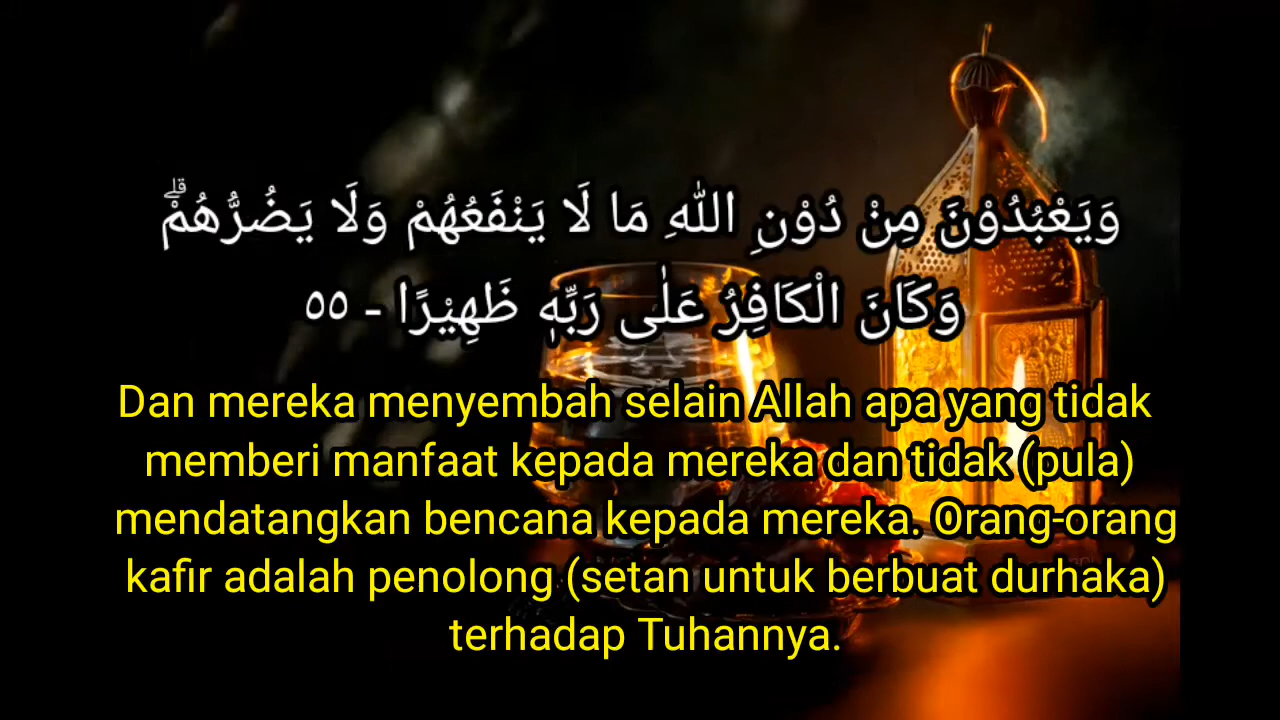 وَيَعْبُدُوْنَ مِنْ دُوْنِ اللّٰهِ مَا لَا يَنْفَعُهُمْ وَلَا يَضُرُّهُمْۗ
وَكَانَ الْكَافِرُ عَلٰى رَبِّهٖ ظَهِيْرًا - ٥٥
Dan mereka menyembah selain Allah apa yang tidak
memberi manfaat kepada mereka dan tidak (pula)
mendatangkan bencana kepada mereka. Orang-orang
kafir adalah penolong (setan untuk berbuat durhaka)
terhadap Tuhannya.